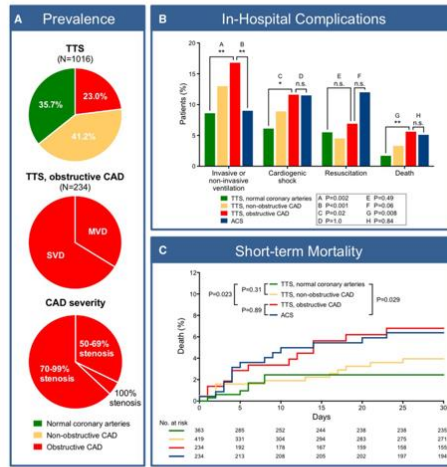 A Prevalence
TTS
(N=1016)
35.7%
23.0%
41.2%
TTS, obstructive CAD
(N=234)
MVD
SVD
CAD severity
50-69%
stenosis
70-99%
stenosis
100%
stenosis
Normal coronary arteries
Non-obstructive CAD
Obstructive CAD
B In-Hospital Complications
Patients (%)
20
15
10
5
0
A B
** **
C D
* n.s.
E F
n.s. n.s.
G H
** n.s.
Invasive or
non-invasive
ventilation
Cardiogenic
shock
Resuscitation
Death
TTS, normal coronary arteries
TTS, non-obstructive CAD
TTS, obstructive CAD
ACS
A P=0.002 E P=0.49
B P=0.001 F P=0.06
C P=0.02 G P=0.008
D P=1.0 H P=0.84
C Short-term Mortality
Death (%)
12
10
8
6
4
2
0
P=0.023
P=0.31
P=0.89
P=0.029
TTS, normal coronary arteries
TTS, non-obstructive CAD
TTS, obstructive CAD
ACS
0 5 10 15 20 25 30
Days
No. at risk
363 285 252 244 238 238 235
419 331 304 294 283 275 271
234 192 176 167 159 158 155
234 213 208 205 202 197 194